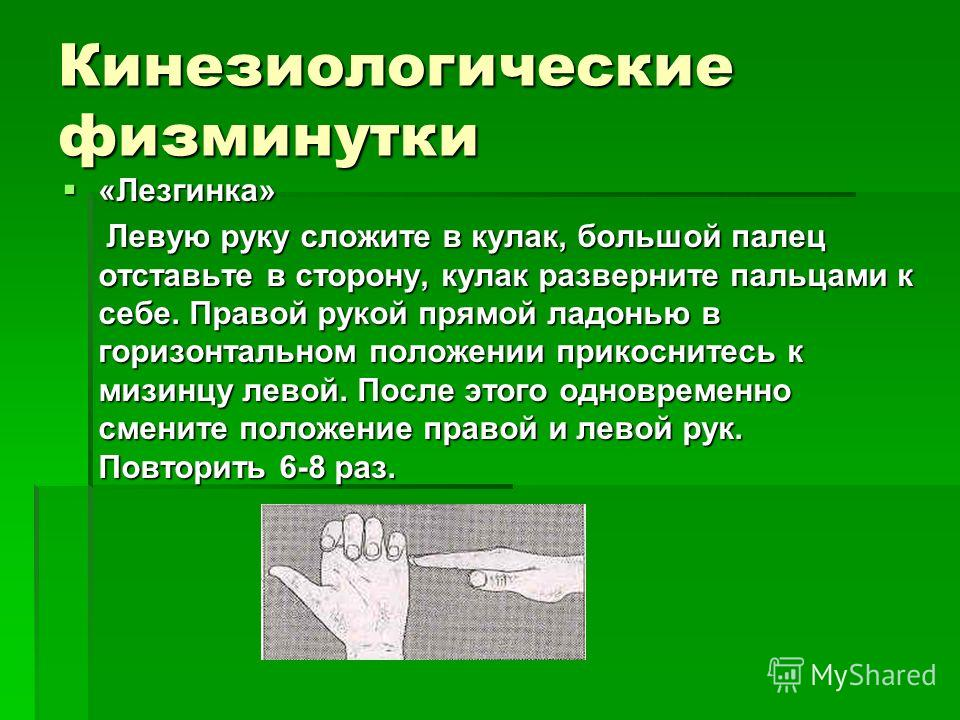 Кинезиологические
физминутки
«Лезгинка»
Левую руку сложите в кулак, большой палец
отставьте в сторону, кулак разверните пальцами к
себе. Правой рукой прямой ладонью в
горизонтальном положении прикоснитесь к
мизинцу левой. После этого одновременно
смените положение правой и левой рук.
Повторить 6-8 раз.
MyShared